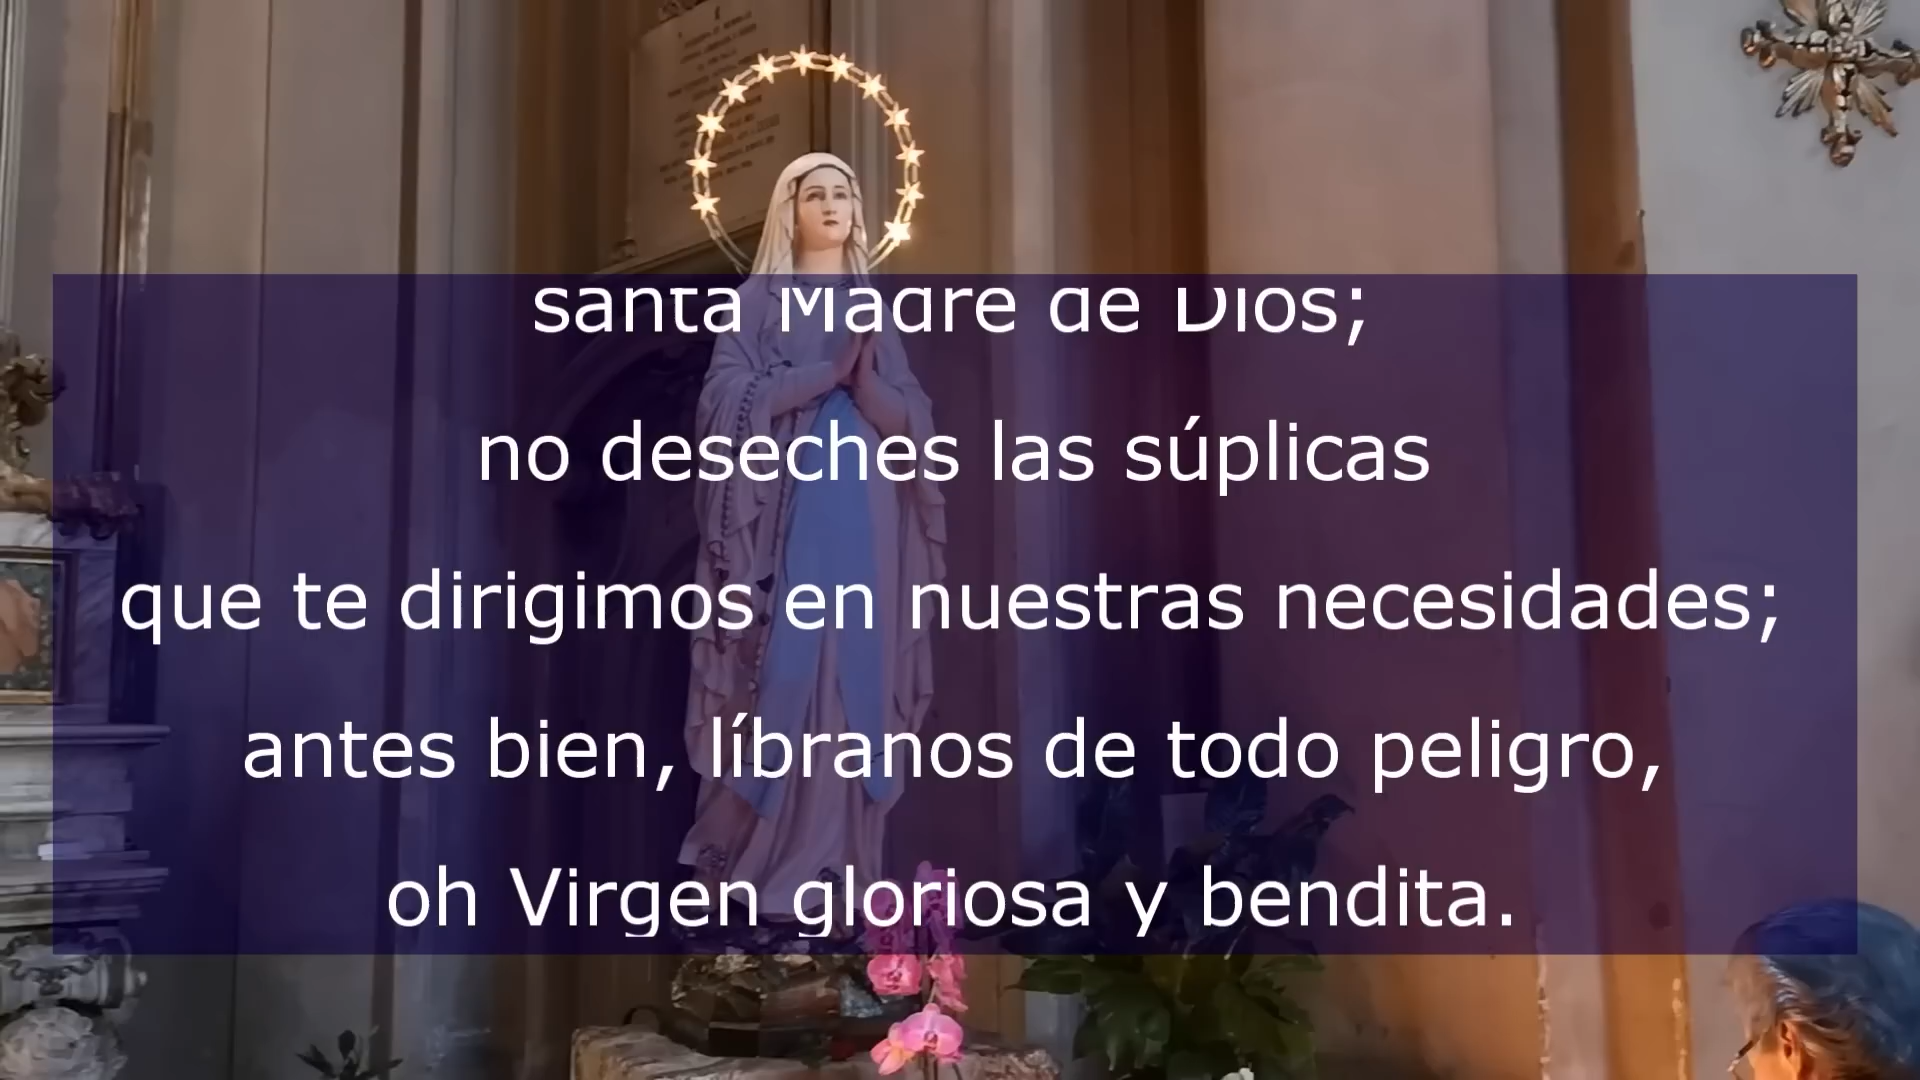 santa Madre de Dios;
no deseches las súplicas
que te dirigimos en nuestras necesidades;
antes bien, líbranos de todo peligro,
oh Virgen gloriosa y bendita.